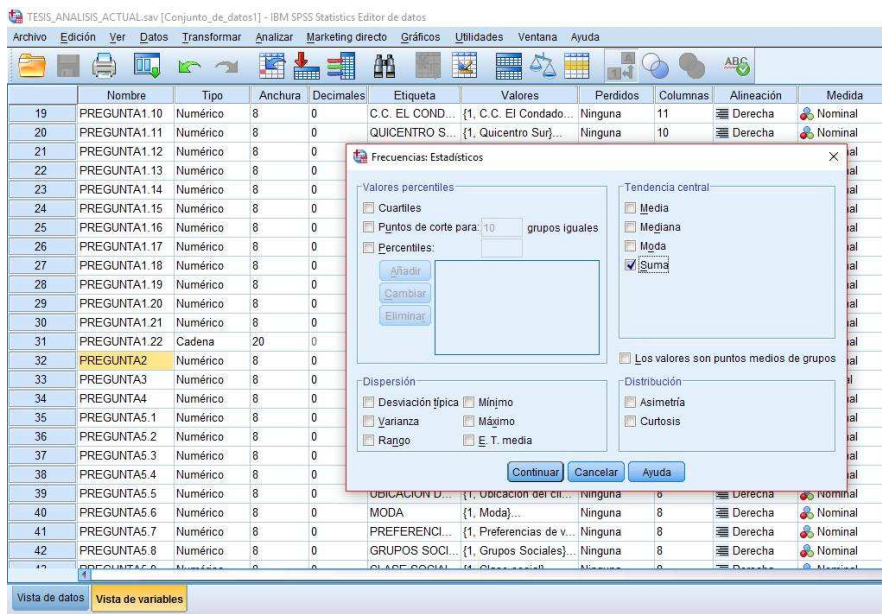 TESIS_ANALISIS_ACTUAL.sav [Conjunto_de_datos1] - IBM SPSS Statistics Editor de datos
Archivo Edición Ver Datos Transformar Analizar Marketing directo Gráficos Utilidades Ventana Ayuda
Nombre Tipo Anchura Decimales Etiqueta Valores Perdidos Columnas Alineación Medida
19 PREGUNTA1.10 Numérico 8 0 C.C. EL COND... {1, C.C. El Condado... Ninguna 11 Derecha Nominal
20 PREGUNTA1.11 Numérico 8 0 QUICENTRO S... {1, Quicentro Sur}... Ninguna 10 Derecha Nominal
21 PREGUNTA1.12 Numérico 8 0
22 PREGUNTA1.13 Numérico 8 0
23 PREGUNTA1.14 Numérico 8 0
24 PREGUNTA1.15 Numérico 8 0
25 PREGUNTA1.16 Numérico 8 0
26 PREGUNTA1.17 Numérico 8 0
27 PREGUNTA1.18 Numérico 8 0
28 PREGUNTA1.19 Numérico 8 0
29 PREGUNTA1.20 Numérico 8 0
30 PREGUNTA1.21 Numérico 8 0
31 PREGUNTA1.22 Cadena 20 0
32 PREGUNTA2 Numérico 8 0
33 PREGUNTA3 Numérico 8 0
34 PREGUNTA4 Numérico 8 0
35 PREGUNTA5.1 Numérico 8 0
36 PREGUNTA5.2 Numérico 8 0
37 PREGUNTA5.3 Numérico 8 0
38 PREGUNTA5.4 Numérico 8 0
39 PREGUNTA5.5 Numérico 8 0 UBICACIÓN D... {1, Ubicación del cli... Ninguna 8 Derecha Nominal
40 PREGUNTA5.6 Numérico 8 0 MODA {1, Moda}... Ninguna 8 Derecha Nominal
41 PREGUNTA5.7 Numérico 8 0 PREFERENCI... {1, Preferencias de v... Ninguna 8 Derecha Nominal
42 PREGUNTA5.8 Numérico 8 0 GRUPOS SOCI... {1, Grupos Sociales}... Ninguna 8 Derecha Nominal
Frecuencias: Estadísticos
Valores percentiles
Cuartiles
Puntos de corte para: 10 grupos iguales
Percentiles:
Añadir
Cambiar
Eliminar
Tendencia central
Media
Mediana
Moda
Suma
Los valores son puntos medios de grupos
Dispersión
Desviación típica Mínimo
Varianza Máximo
Rango E. T. media
Distribución
Asimetría
Curtosis
Continuar Cancelar Ayuda
Vista de datos Vista de variables